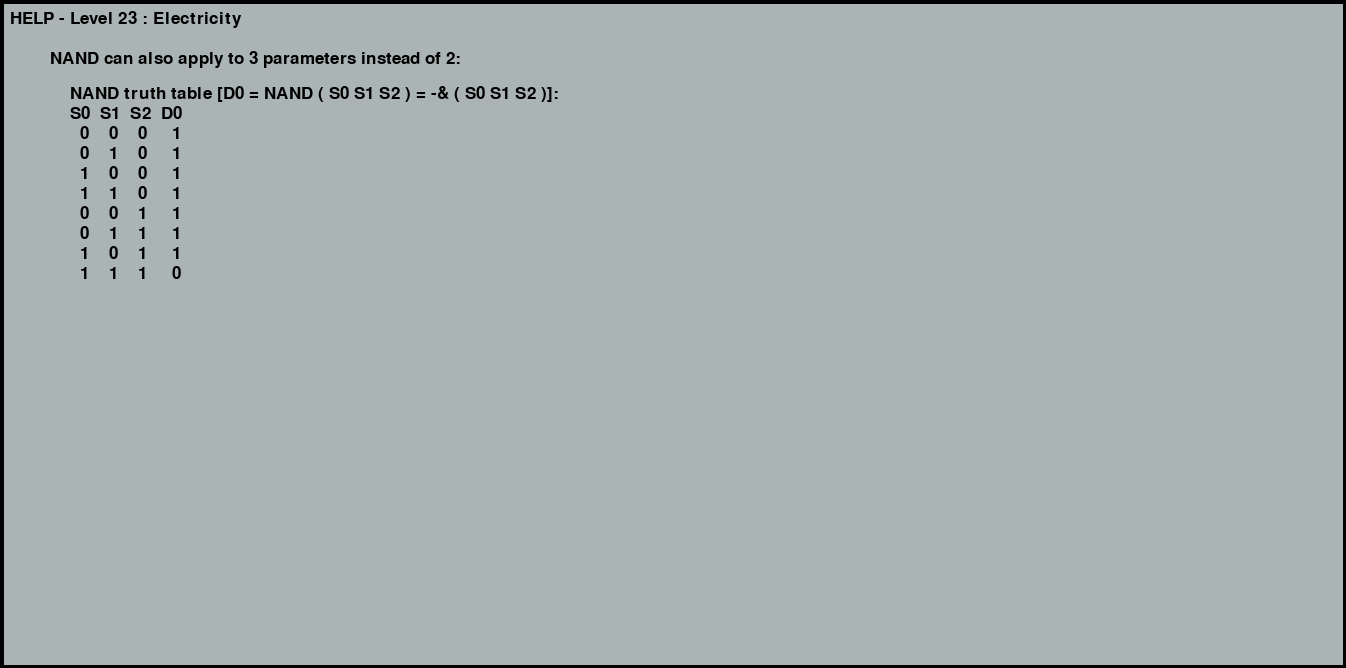 HELP - Level 23 : Electricity
NAND can also apply to 3 parameters instead of 2:
NAND truth table [D0 = NAND ( S0 S1 S2 ) = -& ( S0 S1 S2 )]:
S0 S1 S2 D0
0 0 0 1
0 1 0 1
1 0 0 1
1 1 0 1
0 0 1 1
0 1 1 1
1 0 1 1
1 1 1 0